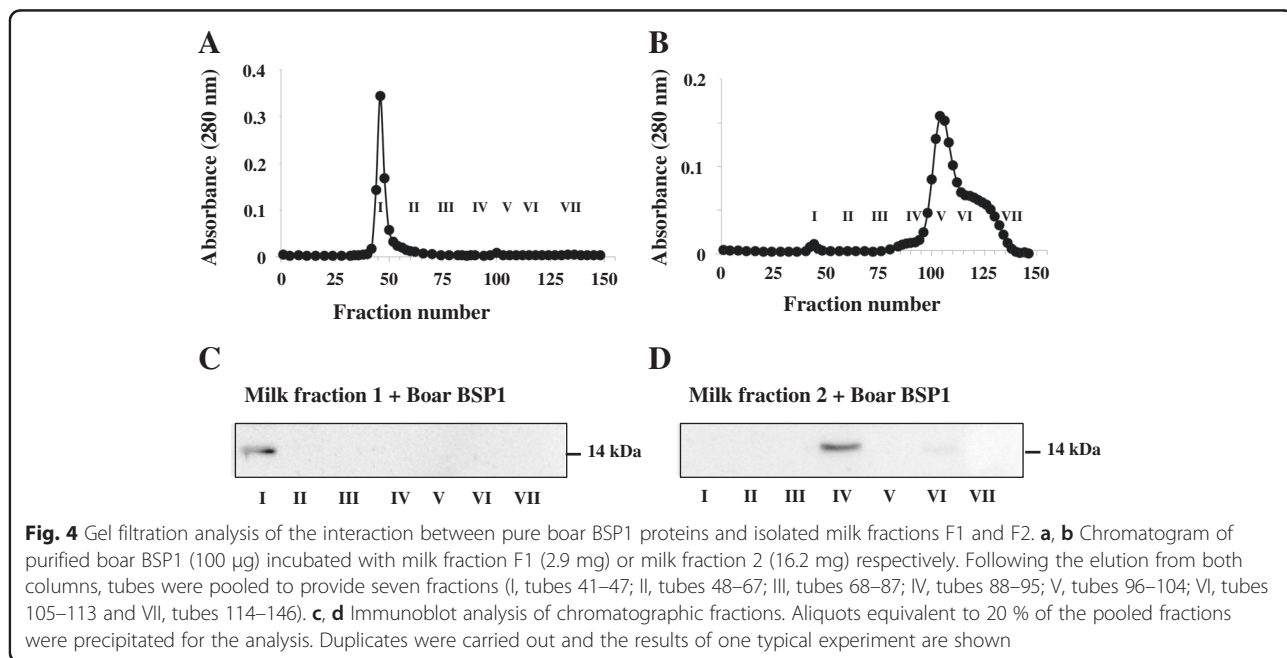 A
B
Absorbance (280 nm)
0.4
0.3
0.2
0.1
0
I II III IV V VI VII
0 25 50 75 100 125 150
Fraction number
Absorbance (280 nm)
0.2
0.1
0
I II III IV V VI VII
0 25 50 75 100 125 150
Fraction number
C
Milk fraction 1 + Boar BSP1
14 kDa
I II III IV V VI VII
D
Milk fraction 2 + Boar BSP1
14 kDa
I II III IV V VI VII
Fig. 4 Gel filtration analysis of the interaction between pure boar BSP1 proteins and isolated milk fractions F1 and F2. a, b Chromatogram of
purified boar BSP1 (100 µg) incubated with milk fraction F1 (2.9 mg) or milk fraction 2 (16.2 mg) respectively. Following the elution from both
columns, tubes were pooled to provide seven fractions (I, tubes 41–47; II, tubes 48–67; III, tubes 68–87; IV, tubes 88–95; V, tubes 96–104; VI, tubes
105–113 and VII, tubes 114–146). c, d Immunoblot analysis of chromatographic fractions. Aliquots equivalent to 20 % of the pooled fractions
were precipitated for the analysis. Duplicates were carried out and the results of one typical experiment are shown